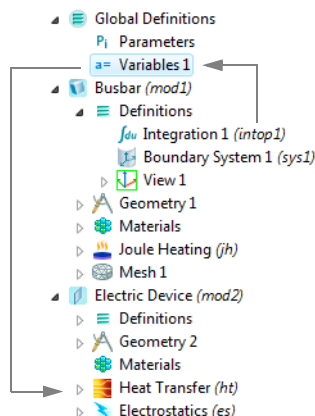 Global Definitions
Pi Parameters
a= Variables 1
Busbar (mod1)
Definitions
∫du Integration 1 (intop1)
Boundary System 1 (sys1)
View 1
Geometry 1
Materials
Joule Heating (jh)
Mesh 1
Electric Device (mod2)
Definitions
Geometry 2
Materials
Heat Transfer (ht)
Electrostatics (es)